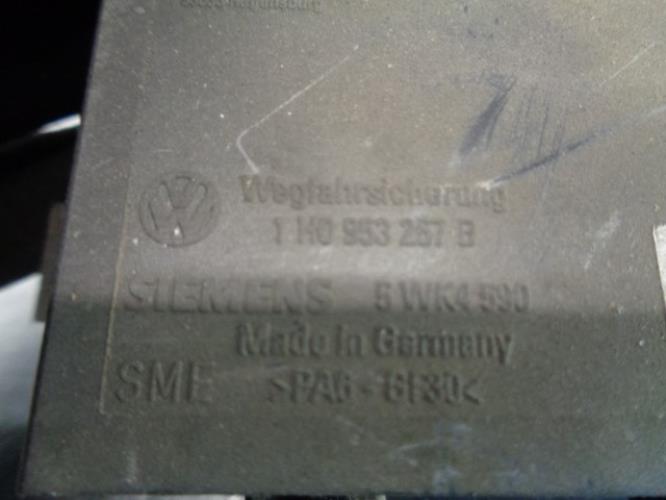 Wegfahrsicherung
1 H0 953 257 B
SIEMENS 5 WK4 590
Made in Germany
SME >PA6-GF30<